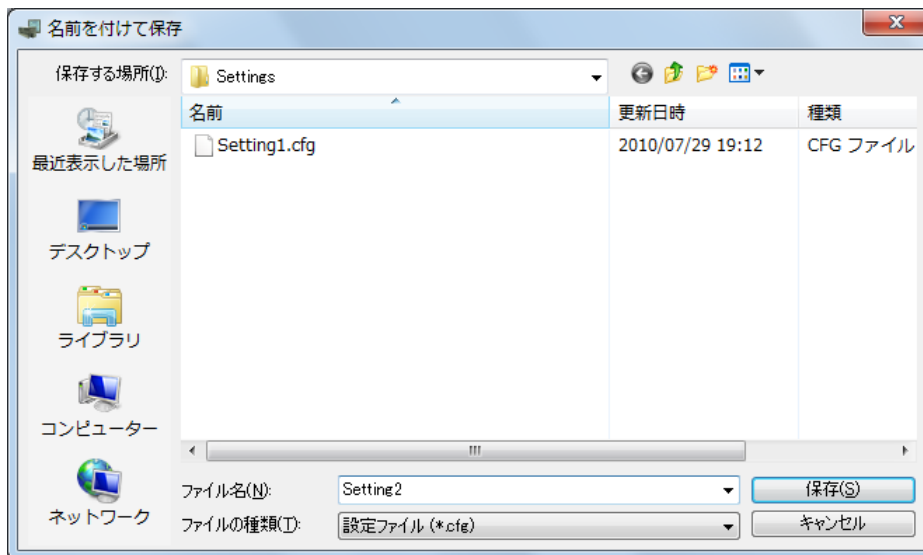 名前を付けて保存
保存する場所(I):
Settings
名前
更新日時
種類
Setting1.cfg
2010/07/29 19:12
CFG ファイル
最近表示した場所
デスクトップ
ライブラリ
コンピューター
ネットワーク
ファイル名(N):
Setting2
保存(S)
ファイルの種類(T):
設定ファイル (*.cfg)
キャンセル